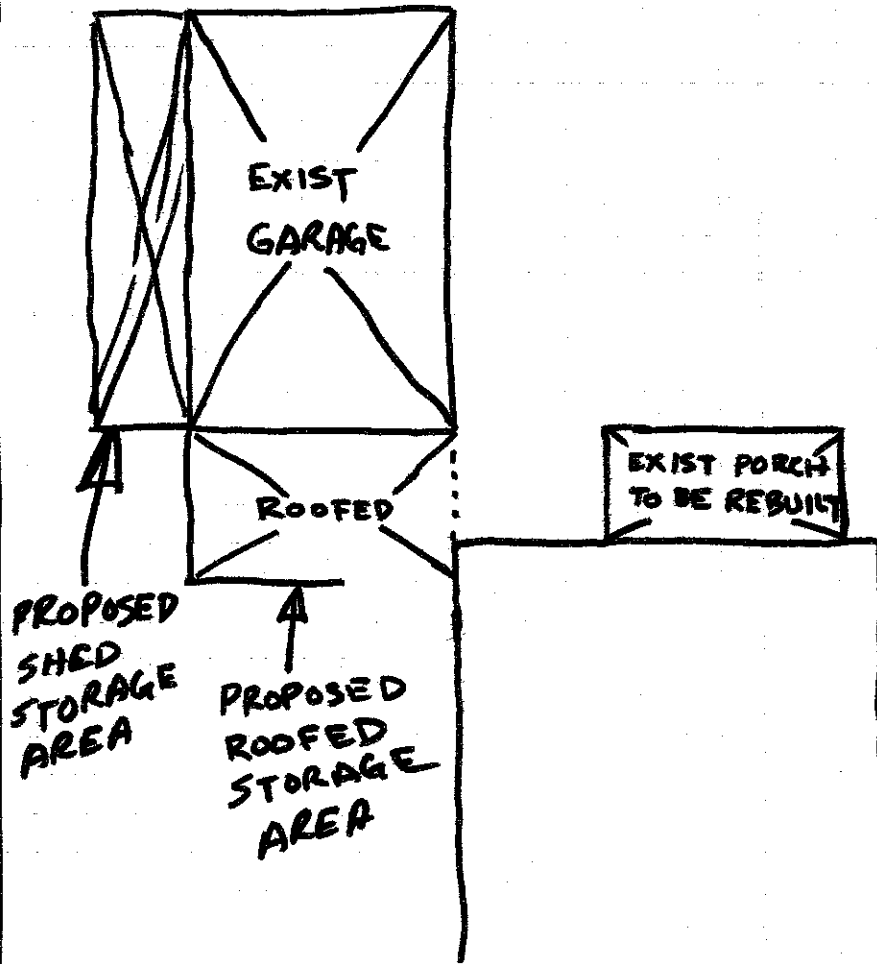 EXIST
GARAGE
EXIST PORCH
TO BE REBUILT
ROOFED
PROPOSED
SHED
STORAGE
AREA
PROPOSED
ROOFED
STORAGE
AREA